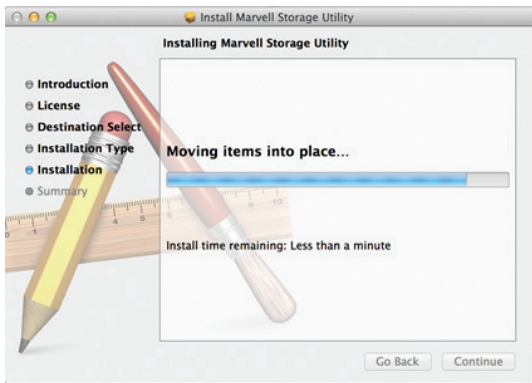 Install Marvell Storage Utility
Installing Marvell Storage Utility
Introduction
License
Destination Select
Installation Type
Installation
Summary
Moving items into place...
Install time remaining: Less than a minute
Go Back
Continue